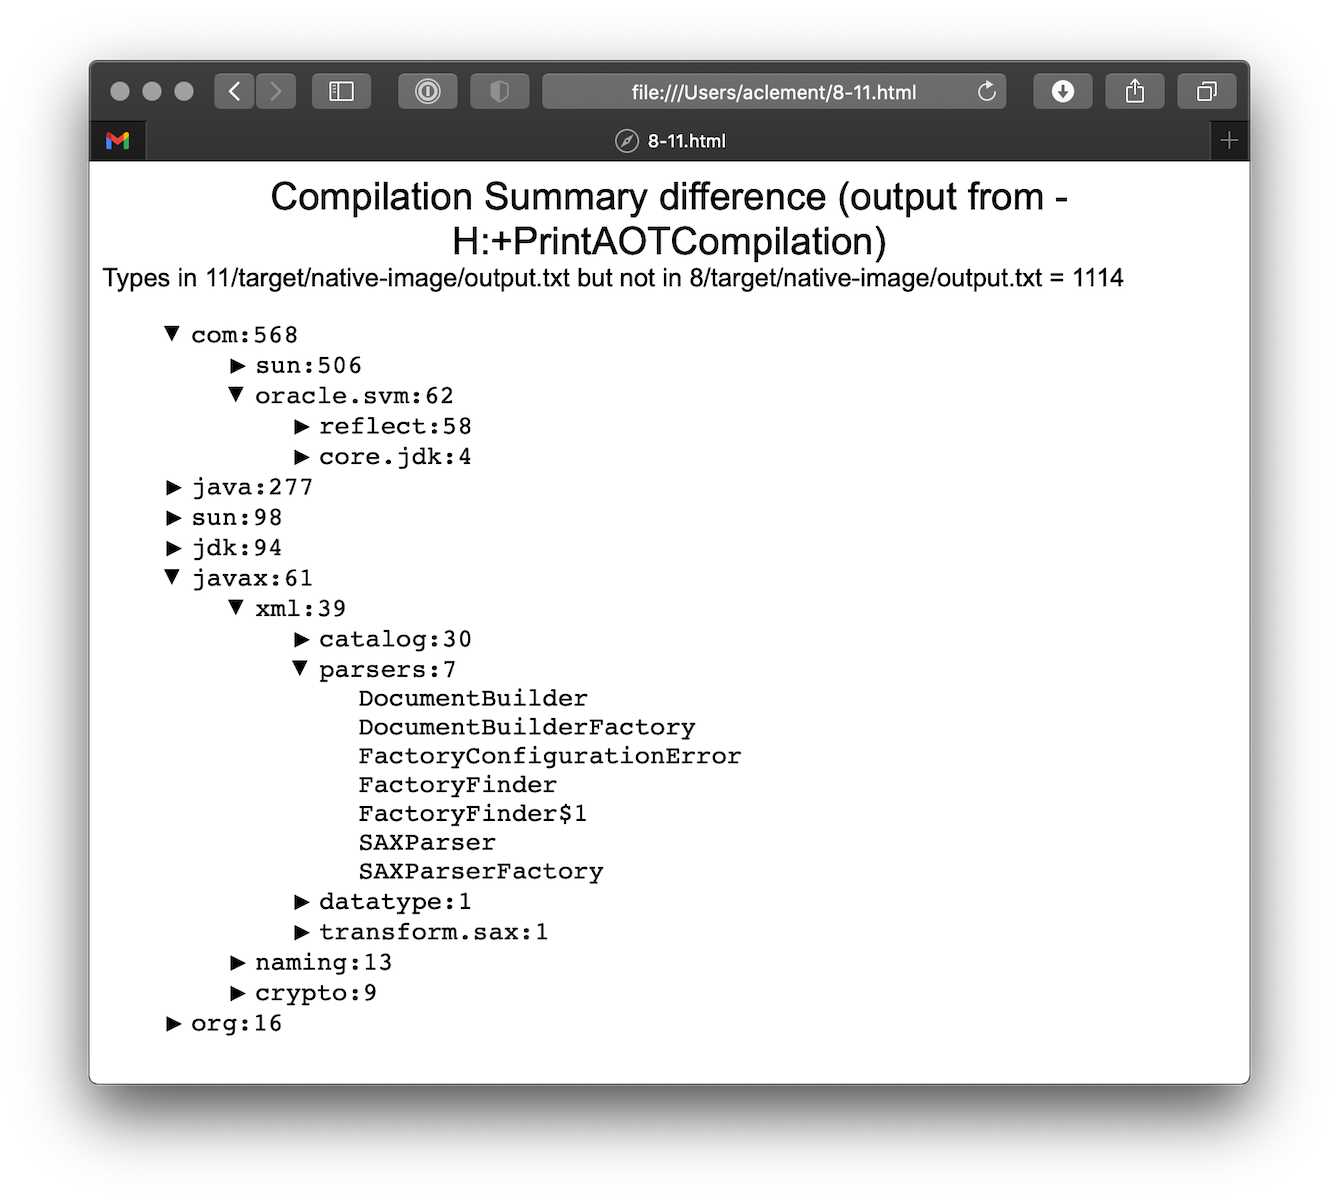 file:///Users/aclement/8-11.html
8-11.html
Compilation Summary difference (output from -
H:+PrintAOTCompilation)
Types in 11/target/native-image/output.txt but not in 8/target/native-image/output.txt = 1114
▼ com:568
▶ sun:506
▼ oracle.svm:62
▶ reflect:58
▶ core.jdk:4
▶ java:277
▶ sun:98
▶ jdk:94
▼ javax:61
▼ xml:39
▶ catalog:30
▼ parsers:7
DocumentBuilder
DocumentBuilderFactory
FactoryConfigurationError
FactoryFinder
FactoryFinder$1
SAXParser
SAXParserFactory
▶ datatype:1
▶ transform.sax:1
▶ naming:13
▶ crypto:9
▶ org:16